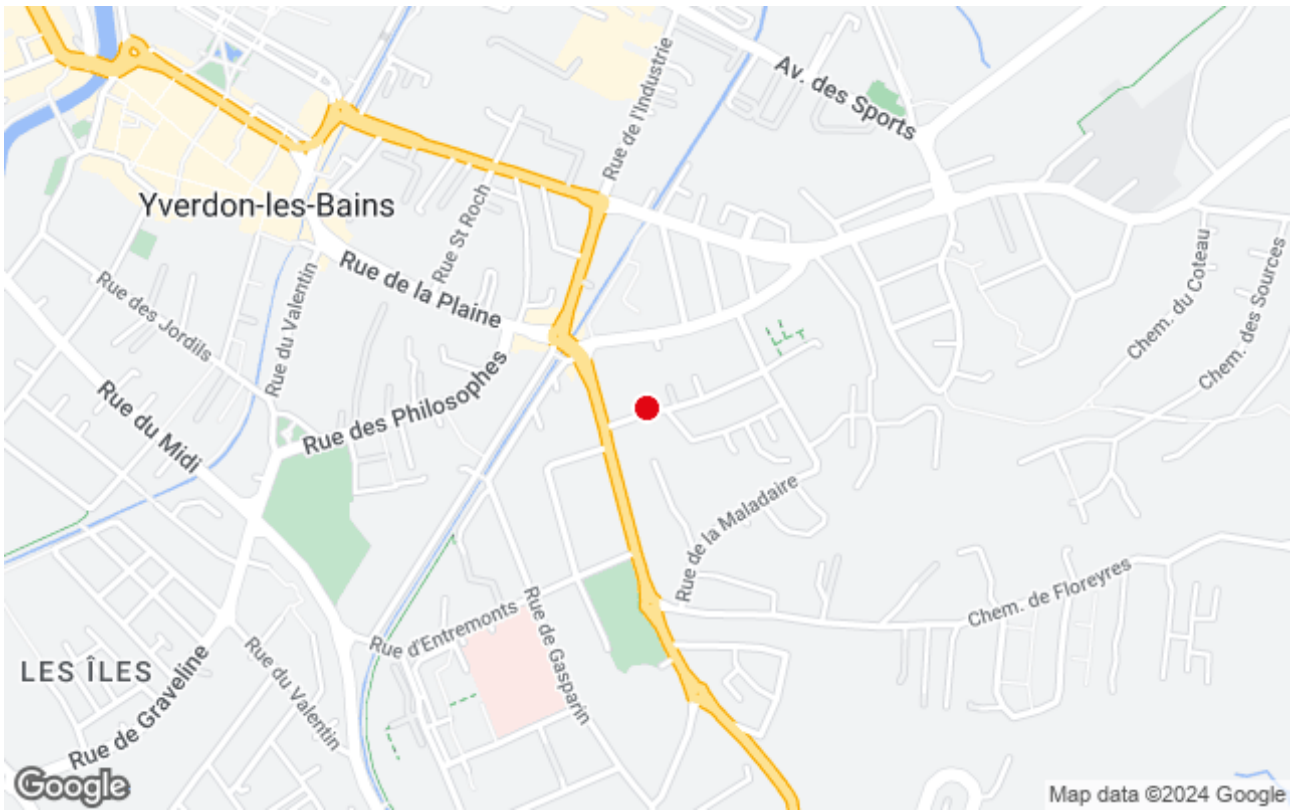 Av. des Sports
Rue de l'Industrie
Yverdon-les-Bains
Rue St Roch
Rue de la Plaine
Rue des Jordils
Rue du Valentin
Chem. du Coteau
Chem. des Sources
Rue des Philosophes
Rue du Midi
Rue de la Maladaire
Chem. de Floreyres
Rue d'Entremonts
Rue de Gasparin
LES ÎLES
Rue de Graveline
Rue du Valentin
Google
Map data ©2024 Google